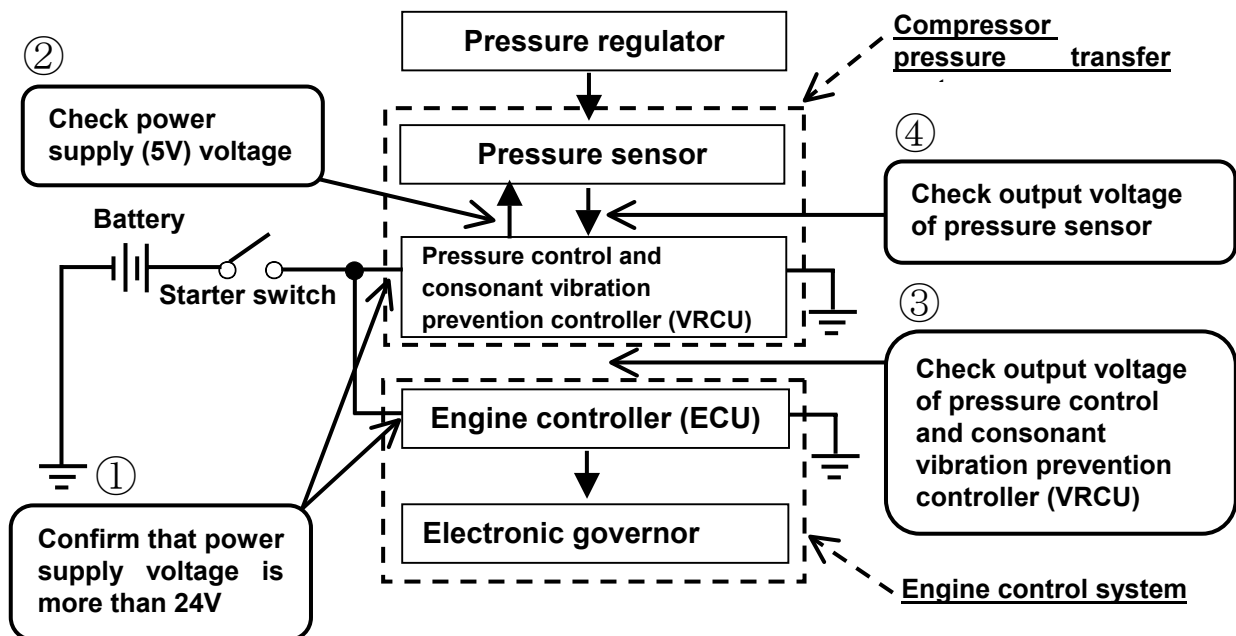 Pressure regulator
Compressor
pressure transfer
②
Check power
supply (5V) voltage
Pressure sensor
④
Check output voltage
of pressure sensor
Battery
Starter switch
Pressure control and
consonant vibration
prevention controller (VRCU)
③
Check output voltage
of pressure control
and consonant
vibration prevention
controller (VRCU)
Engine controller (ECU)
①
Confirm that power
supply voltage is
more than 24V
Electronic governor
Engine control system